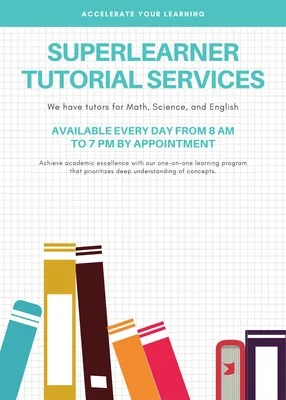 ACCELERATE YOUR LEARNING
SUPERLEARNER
TUTORIAL SERVICES
We have tutors for Math, Science, and English
AVAILABLE EVERY DAY FROM 8 AM
TO 7 PM BY APPOINTMENT
Achieve academic excellence with our one-on-one learning program
that prioritizes deep understanding of concepts.